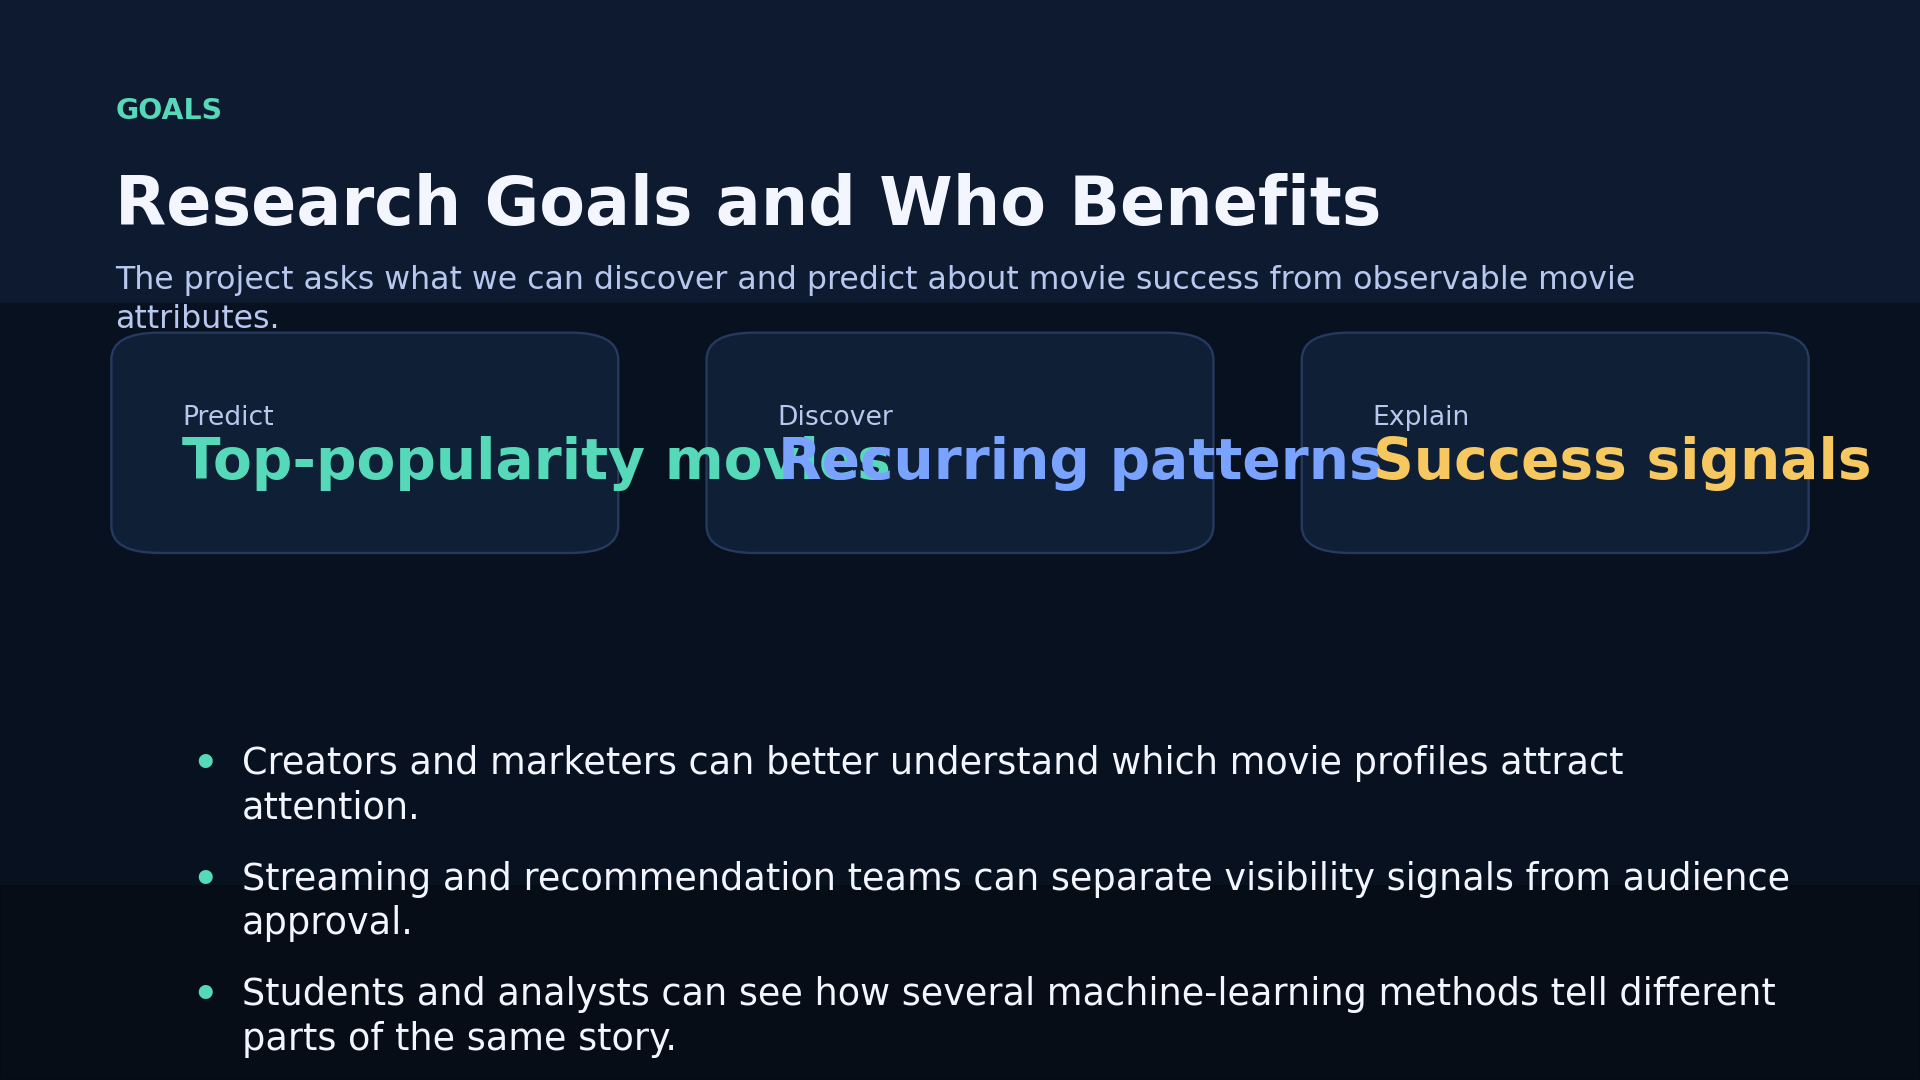 GOALS
Research Goals and Who Benefits
The project asks what we can discover and predict about movie success from observable movie
attributes.
Predict
Top-popularity movies
Discover
Recurring patterns
Explain
Success signals
• Creators and marketers can better understand which movie profiles attract
attention.
• Streaming and recommendation teams can separate visibility signals from audience
approval.
• Students and analysts can see how several machine-learning methods tell different
parts of the same story.